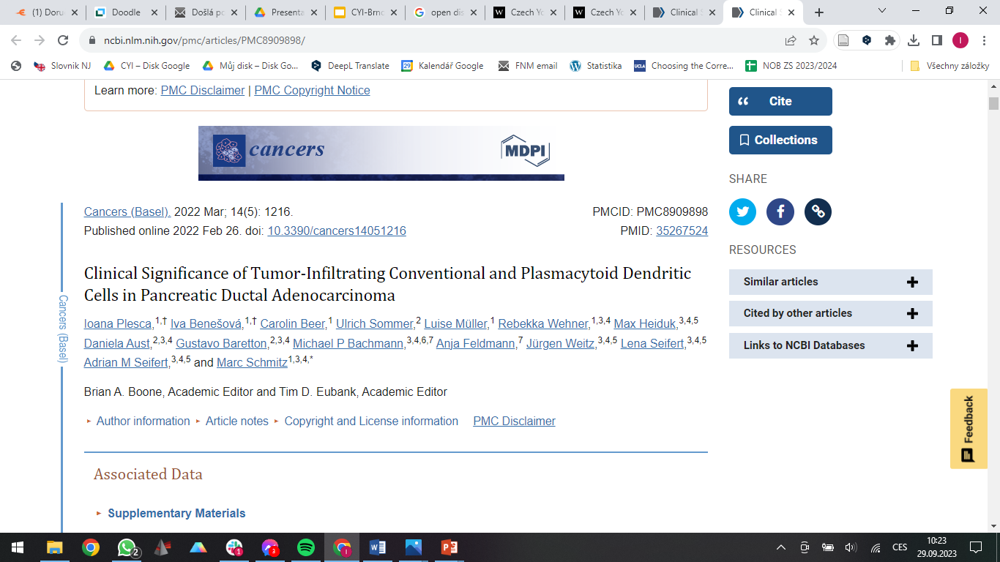 (1) Doru
Doodle
Došlá po
Presenta
CYI-Brno
open dis
Czech Yo
Czech Yo
Clinical S
Clinical S
ncbi.nlm.nih.gov/pmc/articles/PMC8909898/
I
Slovnik NJ
CYI – Disk Google
Můj disk – Disk Go...
DeepL Translate
Kalendář Google
FNM email
Statistika
UCLA
Choosing the Corre...
NOB ZS 2023/2024
Všechny záložky
Learn more: PMC Disclaimer | PMC Copyright Notice
cancers
MDPI
Cite
Collections
SHARE
Cancers (Basel). 2022 Mar; 14(5): 1216.
PMCID: PMC8909898
Published online 2022 Feb 26. doi: 10.3390/cancers14051216
PMID: 35267524
RESOURCES
Similar articles
Cited by other articles
Links to NCBI Databases
Clinical Significance of Tumor-Infiltrating Conventional and Plasmacytoid Dendritic
Cells in Pancreatic Ductal Adenocarcinoma
Ioana Plesca,1,† Iva Benešová,1,† Carolin Beer,1 Ulrich Sommer,2 Luise Müller,1 Rebekka Wehner,1,3,4 Max Heiduk,3,4,5
Daniela Aust,2,3,4 Gustavo Baretton,2,3,4 Michael P Bachmann,3,4,6,7 Anja Feldmann,7 Jürgen Weitz,3,4,5 Lena Seifert,3,4,5
Adrian M Seifert,3,4,5 and Marc Schmitz1,3,4,*
Cancers (Basel)
Brian A. Boone, Academic Editor and Tim D. Eubank, Academic Editor
Author information Article notes Copyright and License information PMC Disclaimer
Feedback
Associated Data
Supplementary Materials
2
1
3
I
CES
10:23
29.09.2023